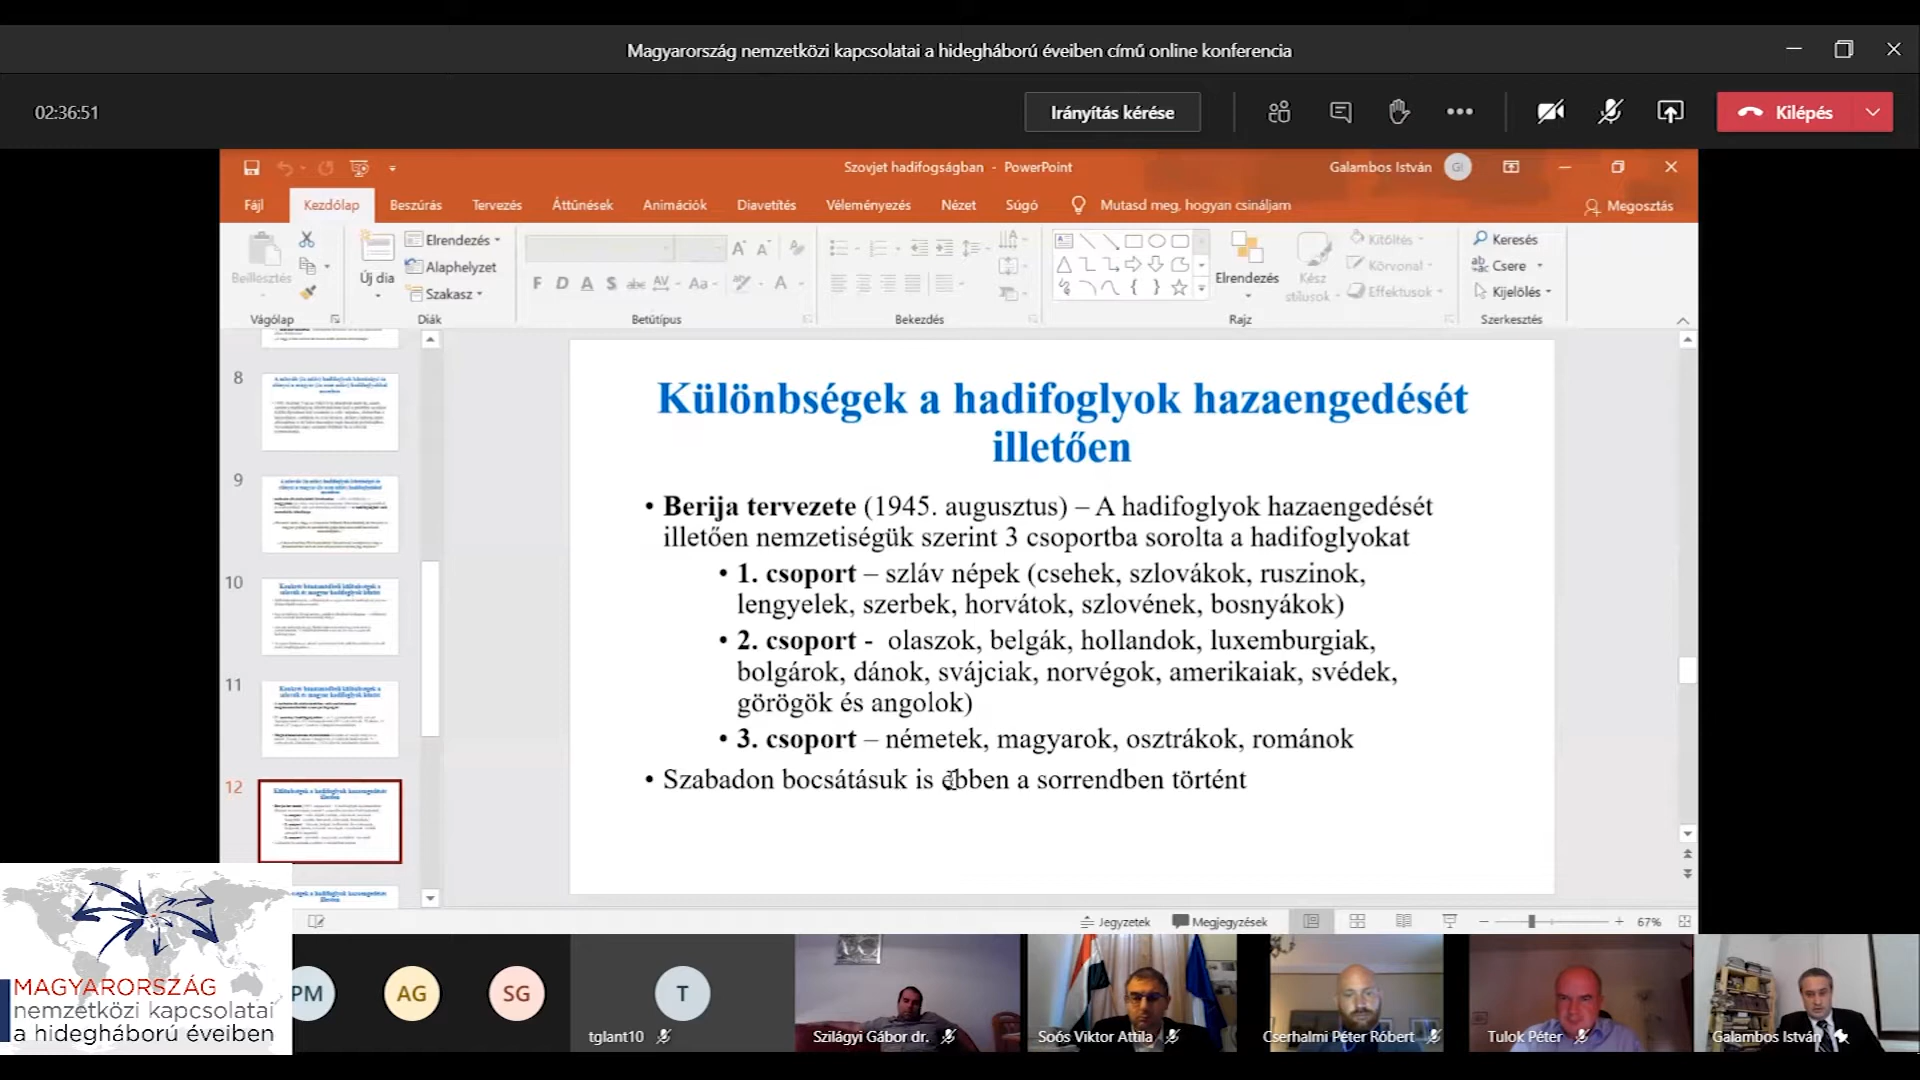 Magyarország nemzetközi kapcsolatai a hidegháború éveiben című online konferencia
02:36:51
Irányítás kérése
Kilépés
Szovjet hadifogságban - PowerPoint
Galambos István
GI
Fájl
Kezdőlap
Beszúrás
Tervezés
Áttűnések
Animációk
Diavetítés
Véleményezés
Nézet
Súgó
Mutasd meg, hogyan csináljam
Megosztás
Beillesztés
Új dia
Elrendezés
Alaphelyzet
Szakasz
F D A S abc AV Aa A
Elrendezés
Kész
stílusok
Kitöltés
Körvonal
Effektusok
Keresés
Csere
Kijelölés
Vágólap
Diák
Betűtípus
Bekezdés
Rajz
Szerkesztés
8
9
10
11
12
Különbségek a hadifoglyok hazaengedését
illetően
• Berija tervezete (1945. augusztus) – A hadifoglyok hazaengedését
illetően nemzetiségük szerint 3 csoportba sorolta a hadifoglyokat
• 1. csoport – szláv népek (csehek, szlovákok, ruszinok,
lengyelek, szerbek, horvátok, szlovének, bosnyákok)
• 2. csoport - olaszok, belgák, hollandok, luxemburgiak,
bolgárok, dánok, svájciak, norvégok, amerikaiak, svédek,
görögök és angolok)
• 3. csoport – németek, magyarok, osztrákok, románok
• Szabadon bocsátásuk is ebben a sorrendben történt
Jegyzetek
Megjegyzések
67%
MAGYARORSZÁG
nemzetközi kapcsolatai
a hidegháború éveiben
PM
AG
SG
T
tglant10
Szilágyi Gábor dr.
Soós Viktor Attila
Cserhalmi Péter Róbert
Tulok Péter
Galambos István